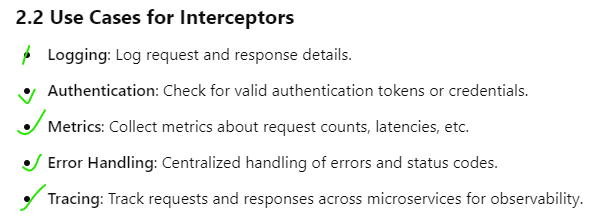 2.2 Use Cases for Interceptors
Logging: Log request and response details.
Authentication: Check for valid authentication tokens or credentials.
Metrics: Collect metrics about request counts, latencies, etc.
Error Handling: Centralized handling of errors and status codes.
Tracing: Track requests and responses across microservices for observability.